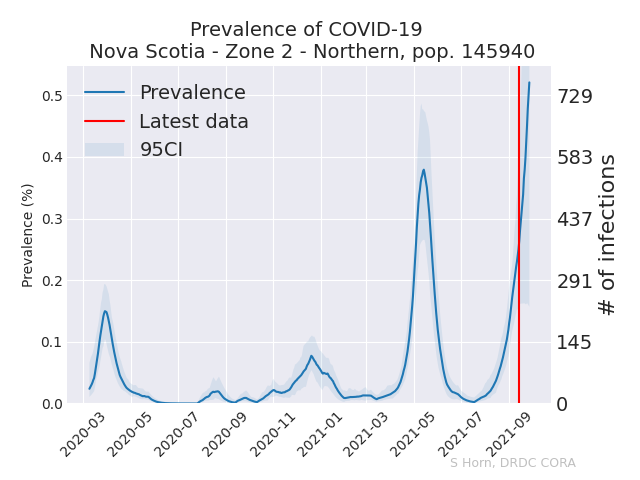 Prevalence of COVID-19
Nova Scotia - Zone 2 - Northern, pop. 145940
Prevalence
Latest data
95CI
Prevalence (%)
0.5
0.4
0.3
0.2
0.1
0.0
729
583
437
291
145
0
# of infections
2020-03
2020-05
2020-07
2020-09
2020-11
2021-01
2021-03
2021-05
2021-07
2021-09
S Horn, DRDC CORA